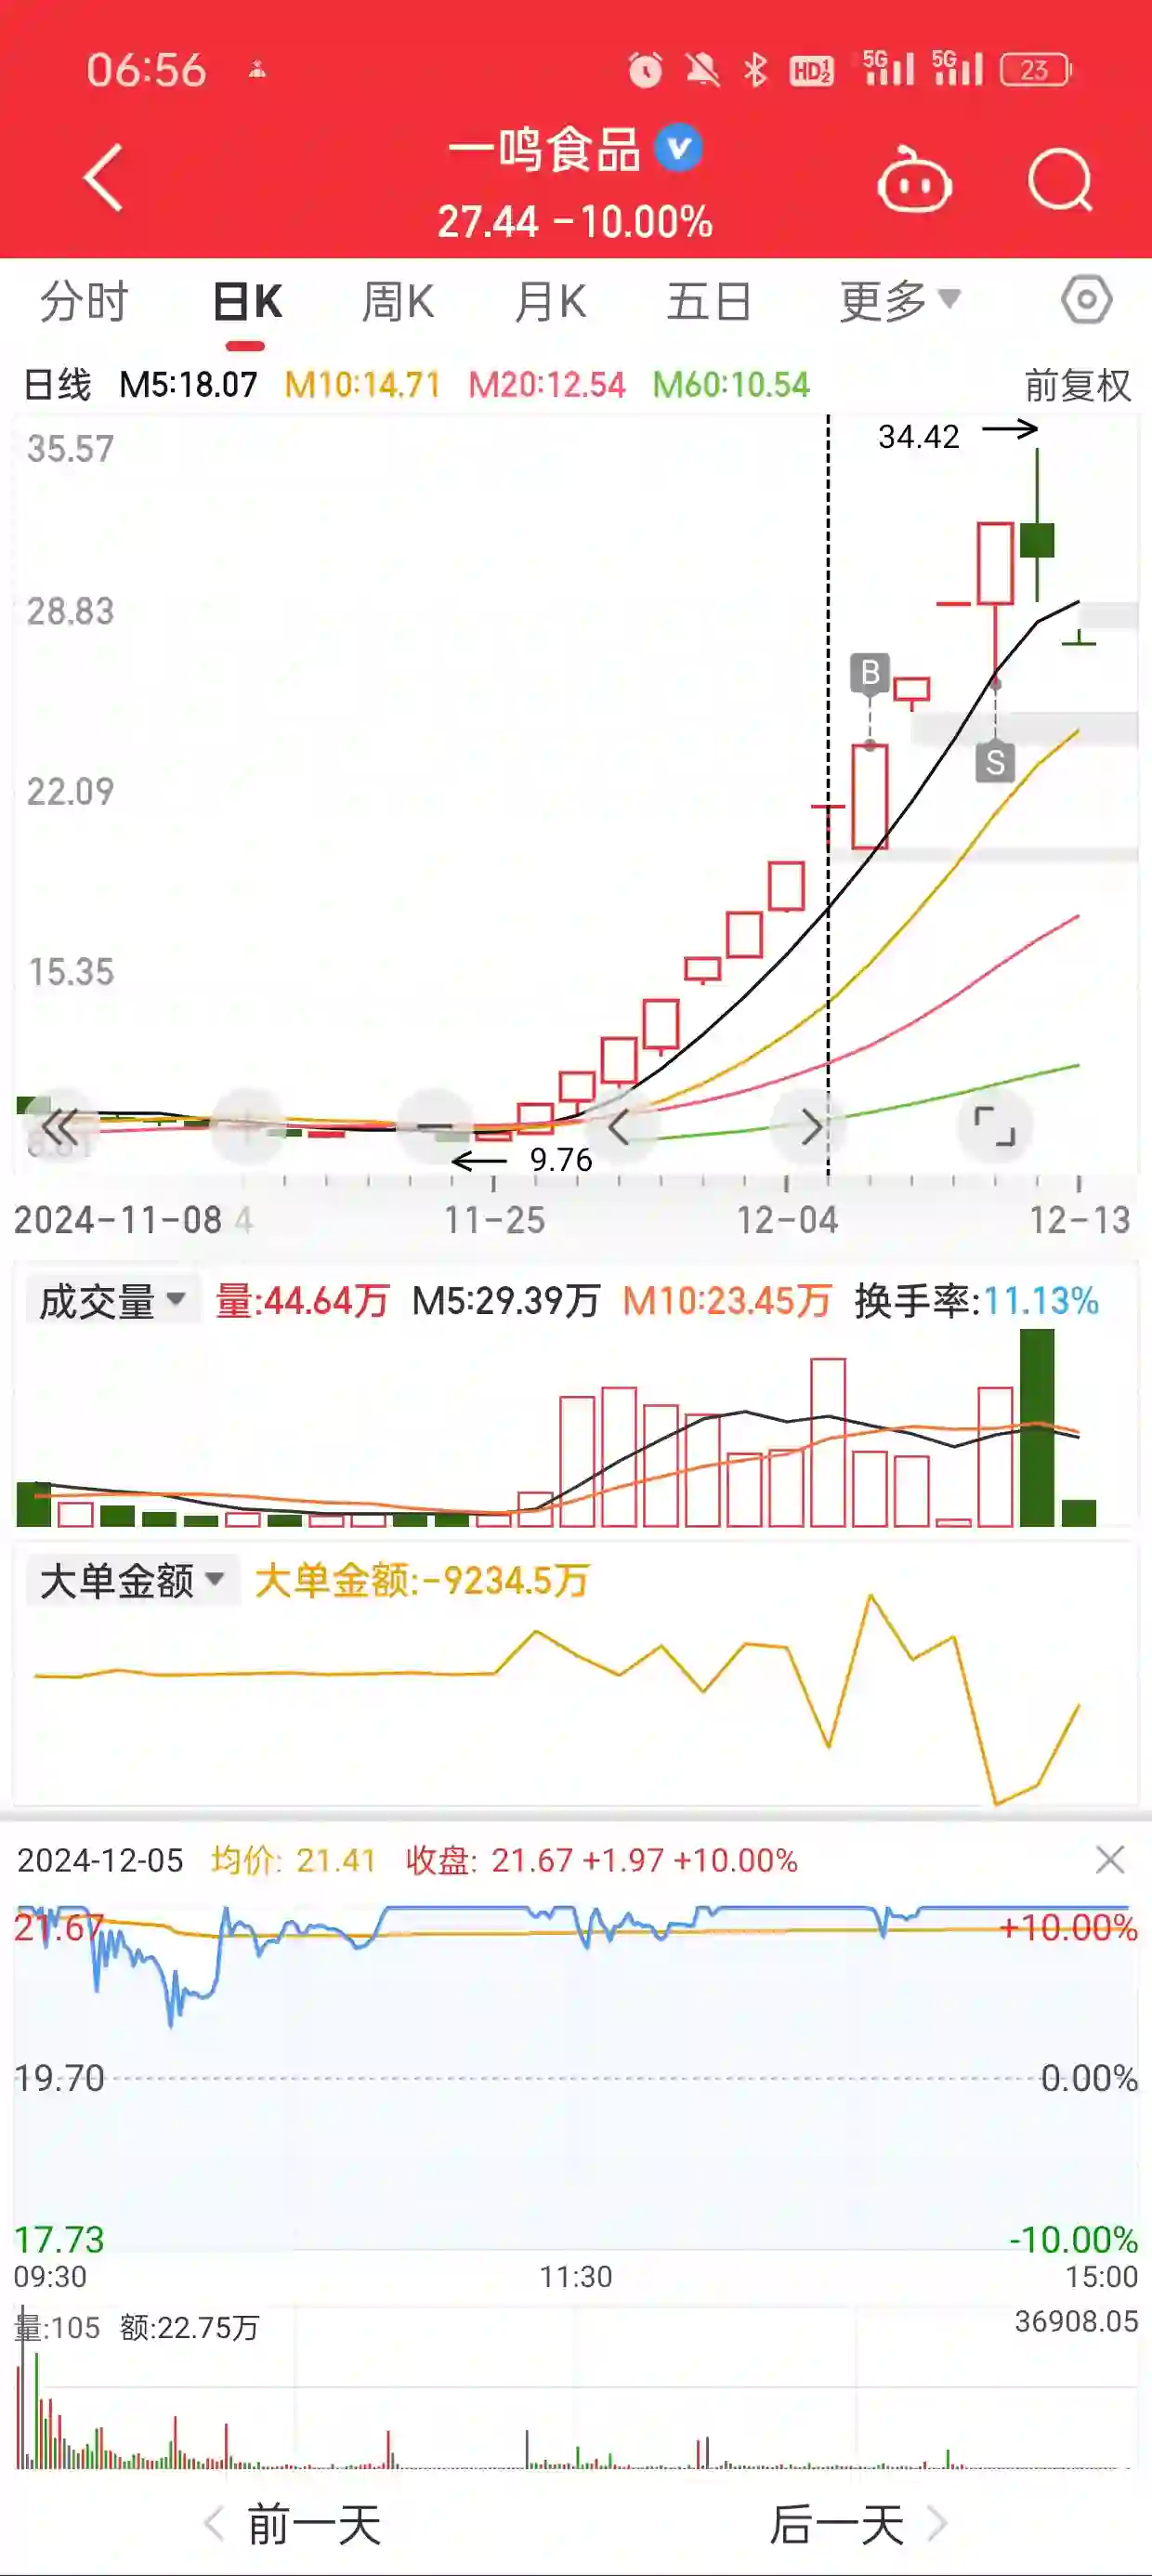 06:56 HD12 5G 5G 23
一鸣食品
27.44 -10.00%
分时 日K 周K 月K 五日 更多
日线 M5:18.07 M10:14.71 M20:12.54 M60:10.54 前复权
35.57
34.42
28.83
B
S
22.09
15.35
8.61
9.76
2024-11-08 4 11-25 12-04 12-13
成交量 量:44.64万 M5:29.39万 M10:23.45万 换手率:11.13%
大单金额 大单金额:-9234.5万
2024-12-05 均价: 21.41 收盘: 21.67 +1.97 +10.00%
21.67 +10.00%
19.70 0.00%
17.73 -10.00%
09:30 11:30 15:00
量:105 额:22.75万 36908.05
前一天 后一天